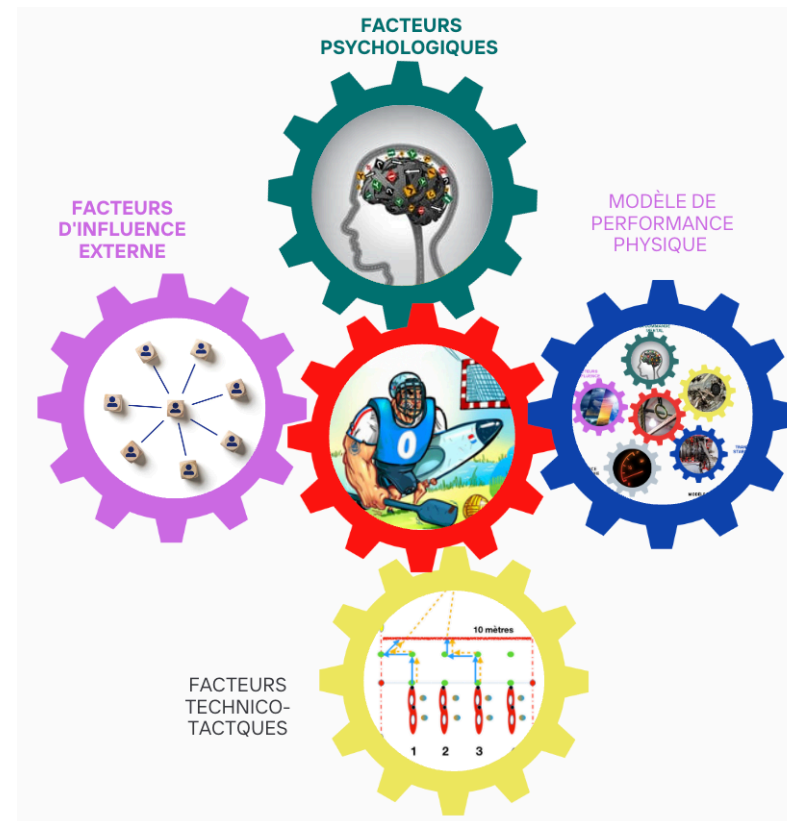 FACTEURS
PSYCHOLOGIQUES
FACTEURS
D'INFLUENCE
EXTERNE
MODÈLE DE
PERFORMANCE
PHYSIQUE
0
10 mètres
1 2 3
FACTEURS
TECHNICO-
TACTQUES